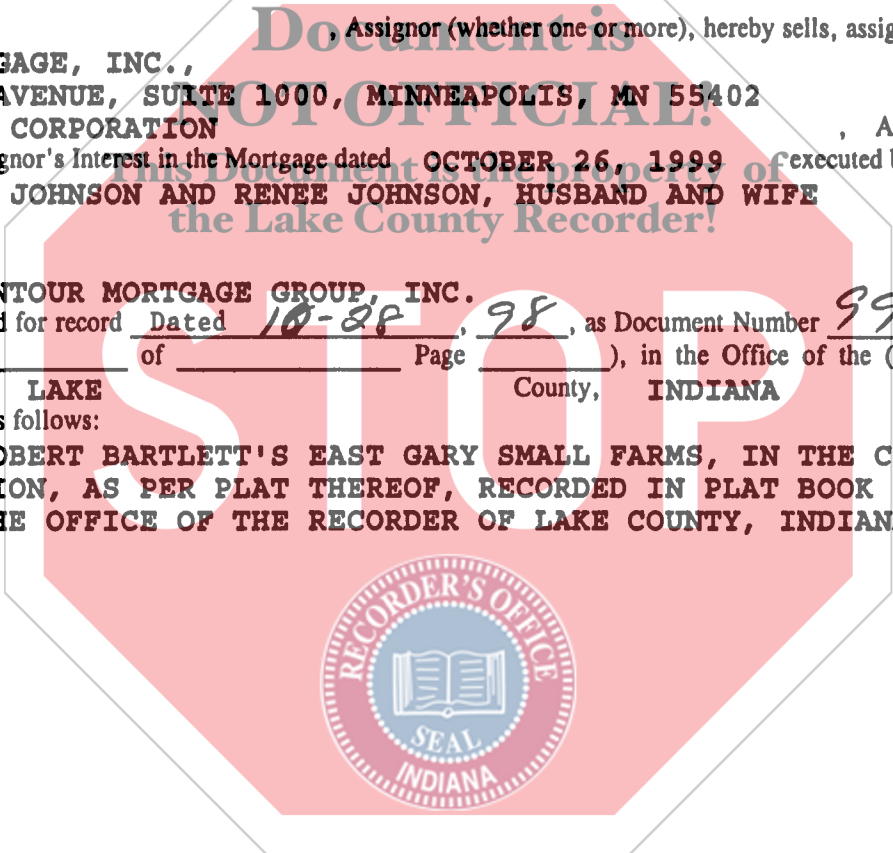 Document is
, Assignor (whether one or more), hereby sells, assig
GAGE, INC.,
NOT OFFICIAL!
AVENUE, SUITE 1000, MINNEAPOLIS, MN 55402
CORPORATION , A
gnor's Interest in the Mortgage dated OCTOBER 26, 1999 executed b
This Document is the property of
JOHNSON AND RENEE JOHNSON, HUSBAND AND WIFE
the Lake County Recorder!
NTOUR MORTGAGE GROUP, INC.
d for record Dated 10-28, 98, as Document Number 99
of Page ), in the Office of the (
LAKE County, INDIANA
s follows:
OBERT BARTLETT'S EAST GARY SMALL FARMS, IN THE C
ION, AS PER PLAT THEREOF, RECORDED IN PLAT BOOK
HE OFFICE OF THE RECORDER OF LAKE COUNTY, INDIAN
STOP
RECORDER'S OFFICE
SEAL
INDIANA